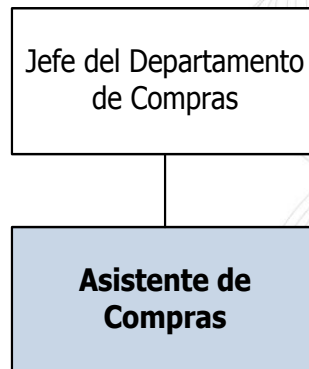 Jefe del Departamento
de Compras
Asistente de
Compras